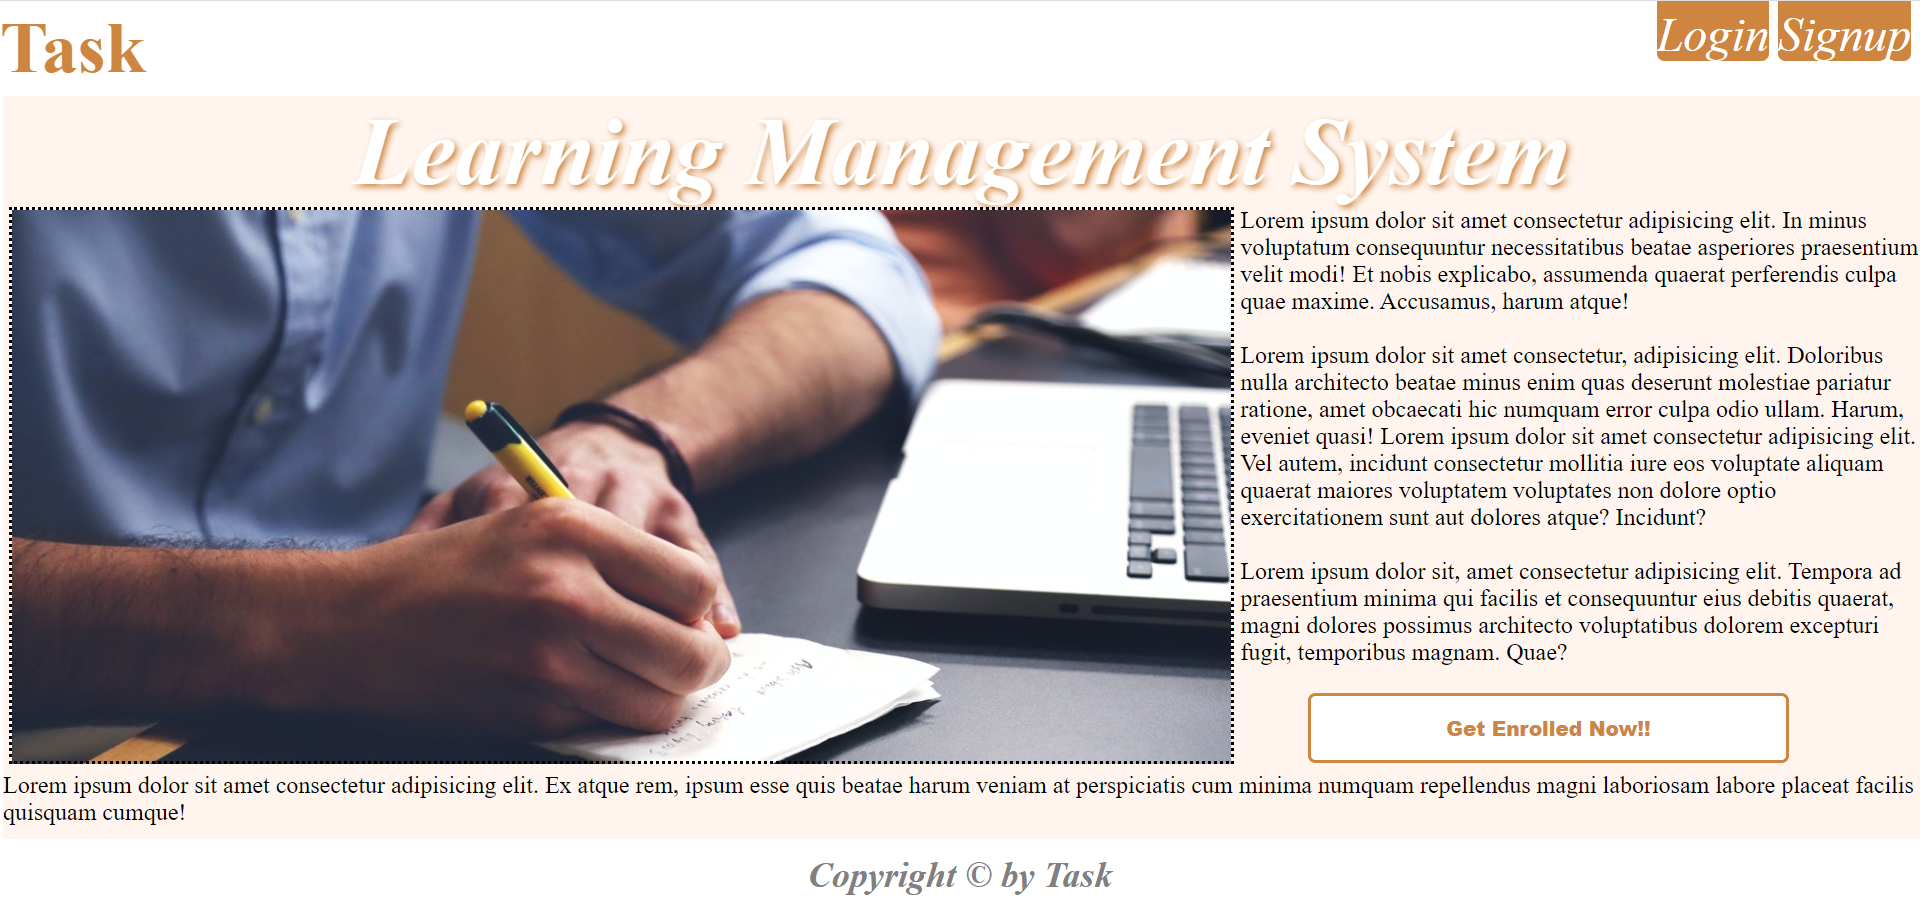 Task
Login Signup
Learning Management System
Lorem ipsum dolor sit amet consectetur adipisicing elit. In minus
voluptatum consequuntur necessitatibus beatae asperiores praesentium
velit modi! Et nobis explicabo, assumenda quaerat perferendis culpa
quae maxime. Accusamus, harum atque!
Lorem ipsum dolor sit amet consectetur, adipisicing elit. Doloribus
nulla architecto beatae minus enim quas deserunt molestiae pariatur
ratione, amet obcaecati hic numquam error culpa odio ullam. Harum,
eveniet quasi! Lorem ipsum dolor sit amet consectetur adipisicing elit.
Vel autem, incidunt consectetur mollitia iure eos voluptate aliquam
quaerat maiores voluptatem voluptates non dolore optio
exercitationem sunt aut dolores atque? Incidunt?
Lorem ipsum dolor sit, amet consectetur adipisicing elit. Tempora ad
praesentium minima qui facilis et consequuntur eius debitis quaerat,
magni dolores possimus architecto voluptatibus dolorem excepturi
fugit, temporibus magnam. Quae?
Get Enrolled Now!!
Lorem ipsum dolor sit amet consectetur adipisicing elit. Ex atque rem, ipsum esse quis beatae harum veniam at perspiciatis cum minima numquam repellendus magni laboriosam labore placeat facilis
quisquam cumque!
Copyright © by Task